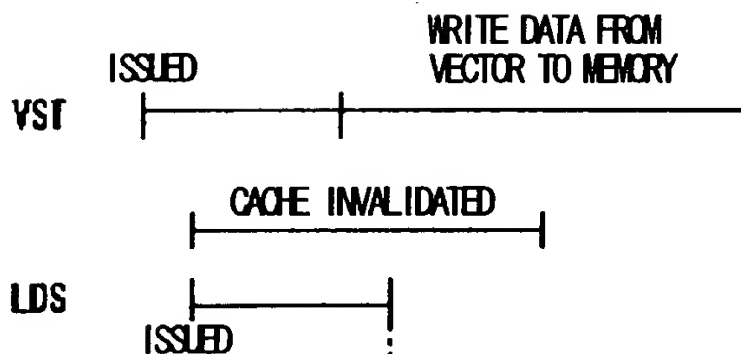 WRITE DATA FROM
ISSUED
VECTOR TO MEMORY
VST
CACHE INVALIDATED
LDS
ISSUED